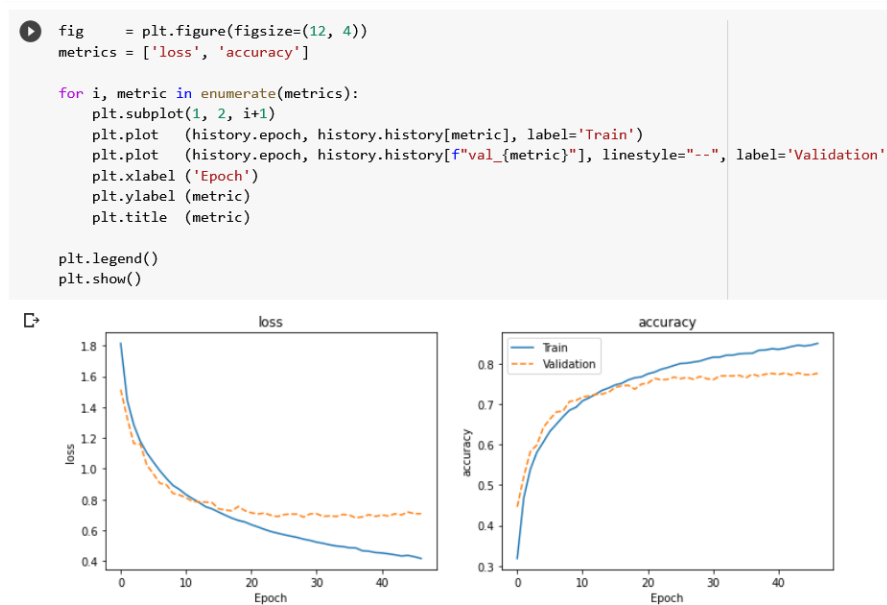 fig     = plt.figure(figsize=(12, 4))
metrics = ['loss', 'accuracy']
for i, metric in enumerate(metrics):
    plt.subplot(1, 2, i+1)
    plt.plot   (history.epoch, history.history[metric], label='Train')
    plt.plot   (history.epoch, history.history[f"val_{metric}"], linestyle="--", label='Validation'
    plt.xlabel ('Epoch')
    plt.ylabel (metric)
    plt.title  (metric)
plt.legend()
plt.show()
loss
1.8
1.6
1.4
1.2
1.0
0.8
0.6
0.4
loss
0 10 20 30 40
Epoch
accuracy
Train
Validation
0.8
0.7
0.6
0.5
0.4
0.3
accuracy
0 10 20 30 40
Epoch